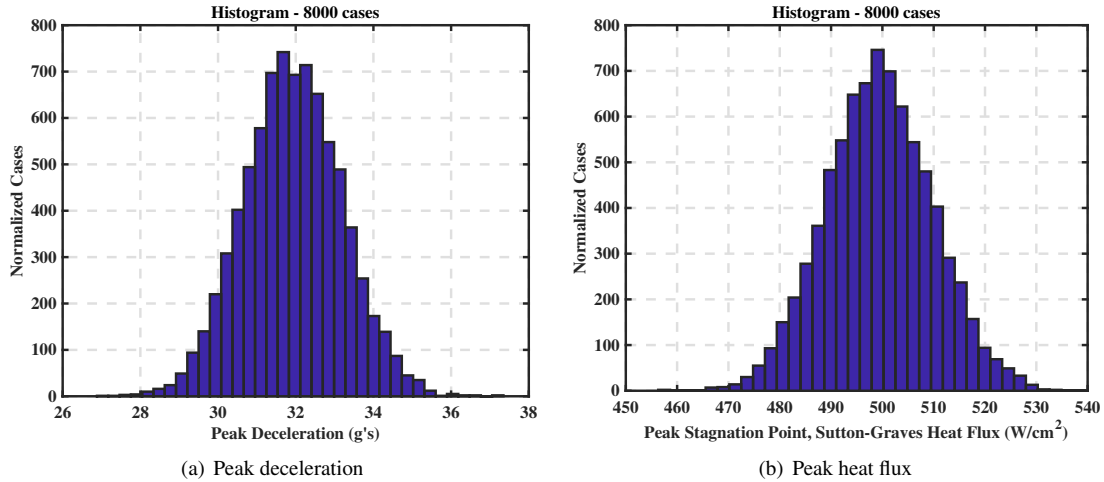 Histogram - 8000 cases
800
700
600
500
400
300
200
100
0
Normalized Cases
26 28 30 32 34 36 38
Peak Deceleration (g's)
(a) Peak deceleration
Histogram - 8000 cases
800
700
600
500
400
300
200
100
0
Normalized Cases
450 460 470 480 490 500 510 520 530 540
Peak Stagnation Point, Sutton-Graves Heat Flux (W/cm²)
(b) Peak heat flux